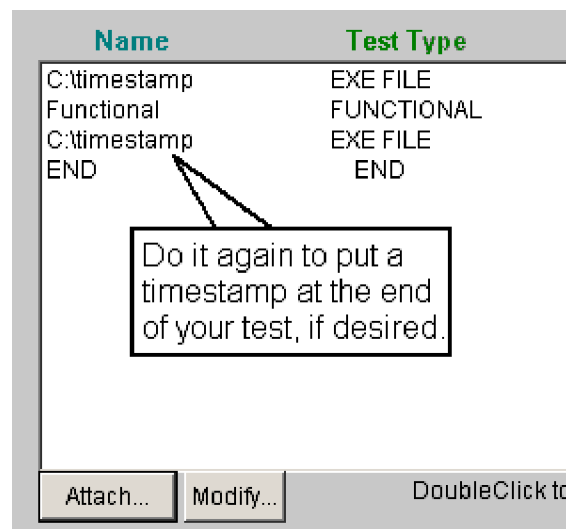 Name Test Type
C:\timestamp EXE FILE
Functional FUNCTIONAL
C:\timestamp EXE FILE
END END
Do it again to put a
timestamp at the end
of your test, if desired.
Attach... Modify... DoubleClick to